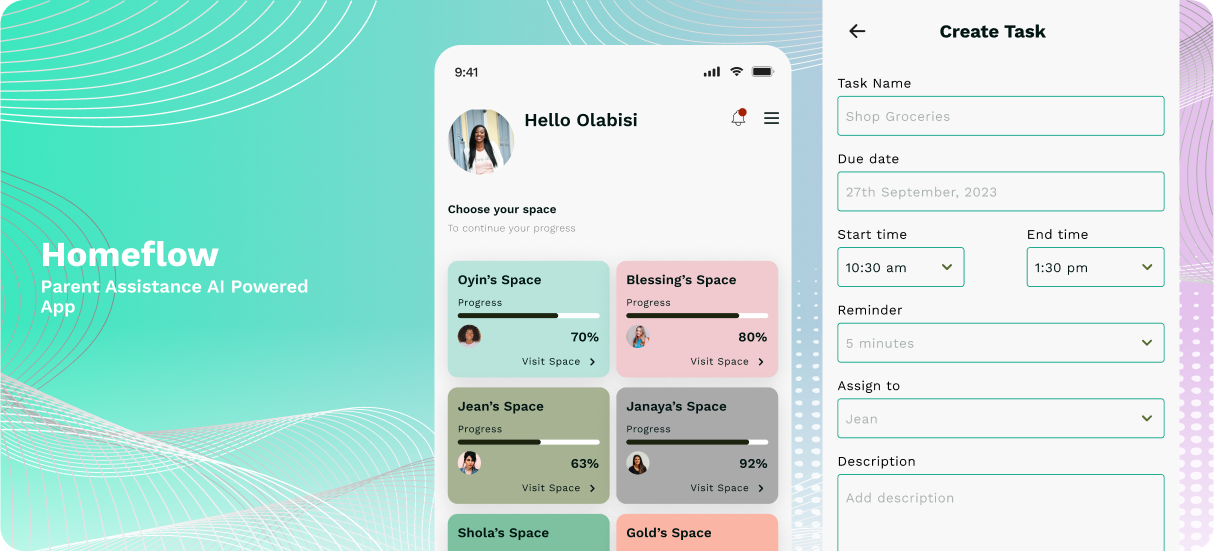 Homeflow
Parent Assistance AI Powered
App
9:41
Hello Olabisi
Choose your space
To continue your progress
Oyin’s Space
Progress
70%
Visit Space
Blessing’s Space
Progress
80%
Visit Space
Jean’s Space
Progress
63%
Visit Space
Janaya’s Space
Progress
92%
Visit Space
Shola’s Space
Gold’s Space
Create Task
Task Name
Shop Groceries
Due date
27th September, 2023
Start time
End time
10:30 am
1:30 pm
Reminder
5 minutes
Assign to
Jean
Description
Add description